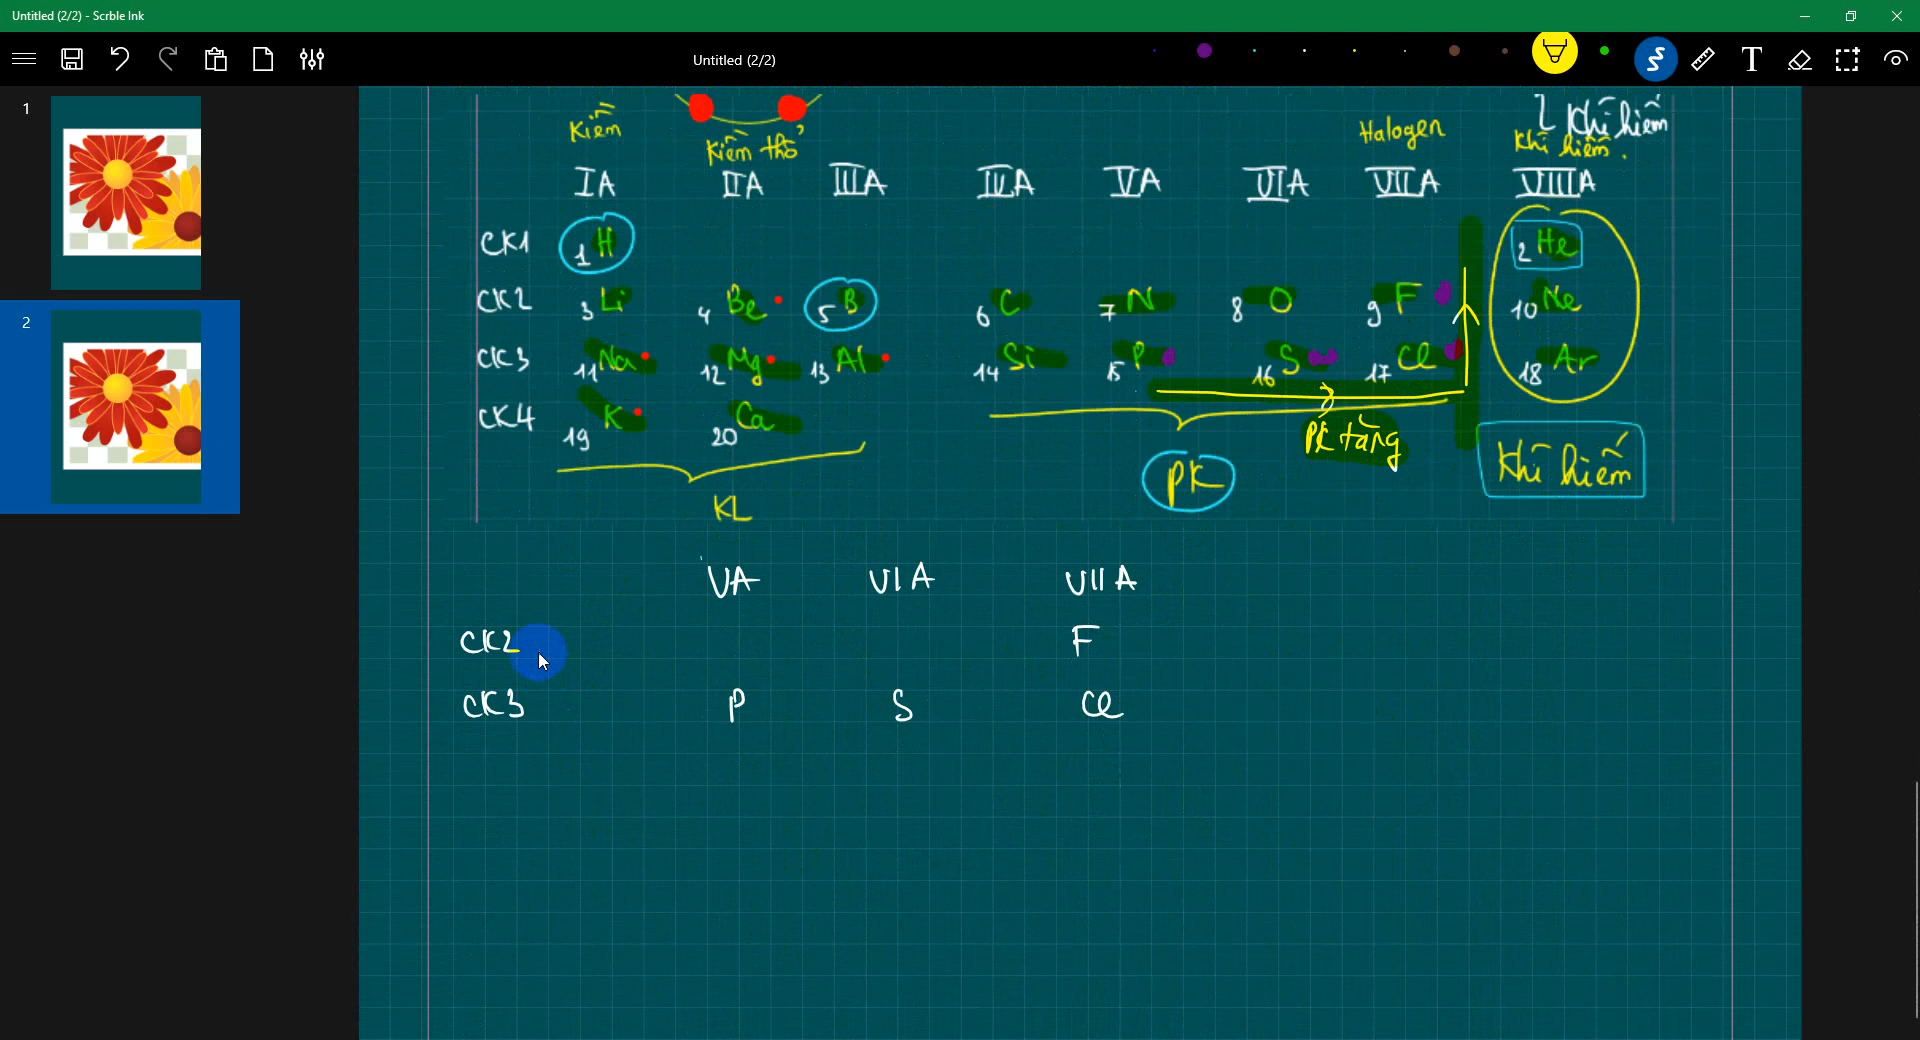 Untitled (2/2) - Scrble Ink
Untitled (2/2)
1
2
Khí hiếm
Kiềm
Kiềm thổ
Halogen
Khí hiếm.
IA IIA IIIA IVA VA VIA VIIA VIIIA
CK1 1 H 2 He
CK2 3 Li 4 Be 5 B 6 C 7 N 8 O 9 F 10 Ne
CK3 11 Na 12 Mg 13 Al 14 Si 15 P 16 S 17 Cl 18 Ar
CK4 19 K 20 Ca
PK tăng
KL
PK
Khí hiếm
VA VIA VIIA
CK2 F
CK3 P S Cl